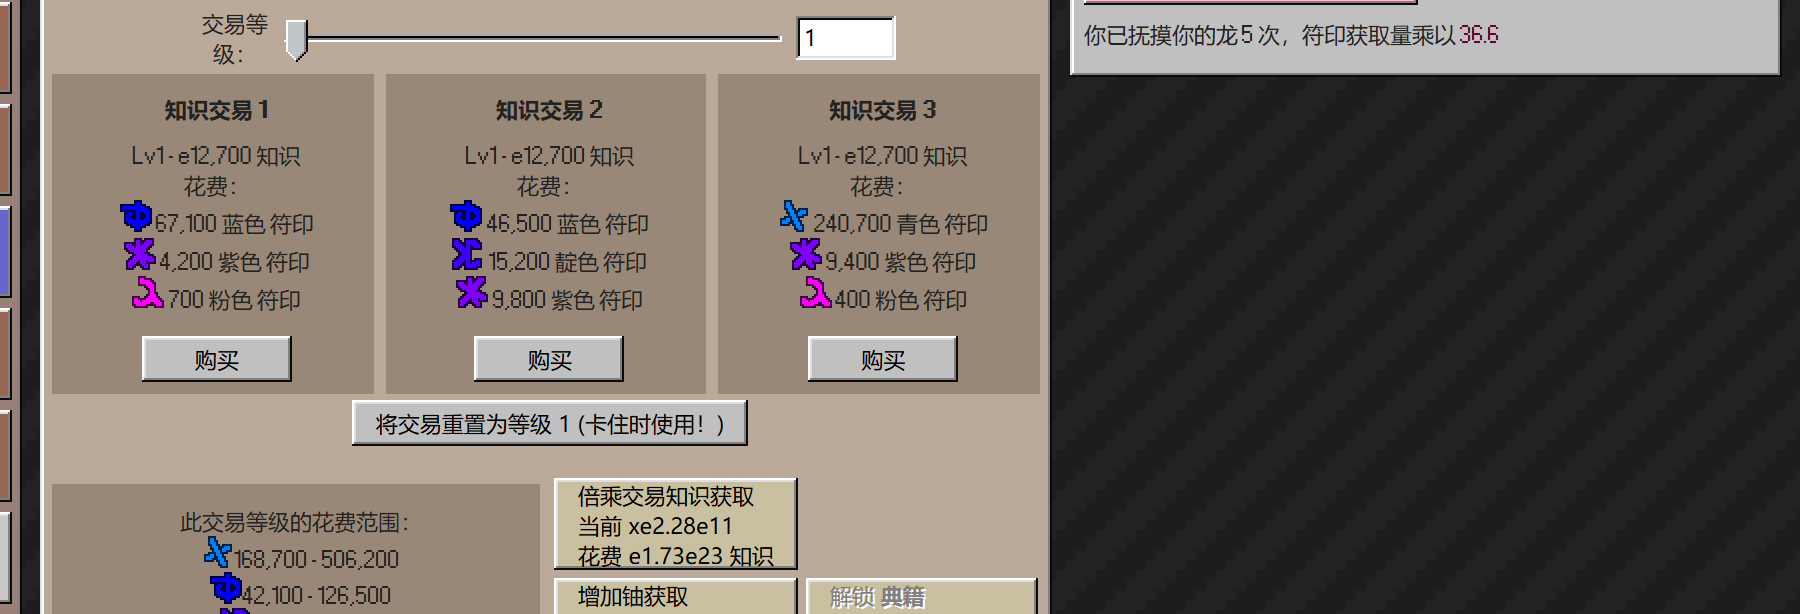 交易等
级：
1
知识交易 1
Lv1 - e12,700 知识
花费：
67,100 蓝色 符印
4,200 紫色 符印
700 粉色 符印
购买
知识交易 2
Lv1 - e12,700 知识
花费：
46,500 蓝色 符印
15,200 靛色 符印
9,800 紫色 符印
购买
知识交易 3
Lv1 - e12,700 知识
花费：
240,700 青色 符印
9,400 紫色 符印
400 粉色 符印
购买
将交易重置为等级 1 (卡住时使用！)
此交易等级的花费范围：
168,700 - 506,200
42,100 - 126,500
倍乘交易知识获取
当前 xe2.28e11
花费 e1.73e23 知识
增加铀获取
解锁 典籍
你已抚摸你的龙 5 次，符印获取量乘以 36.6